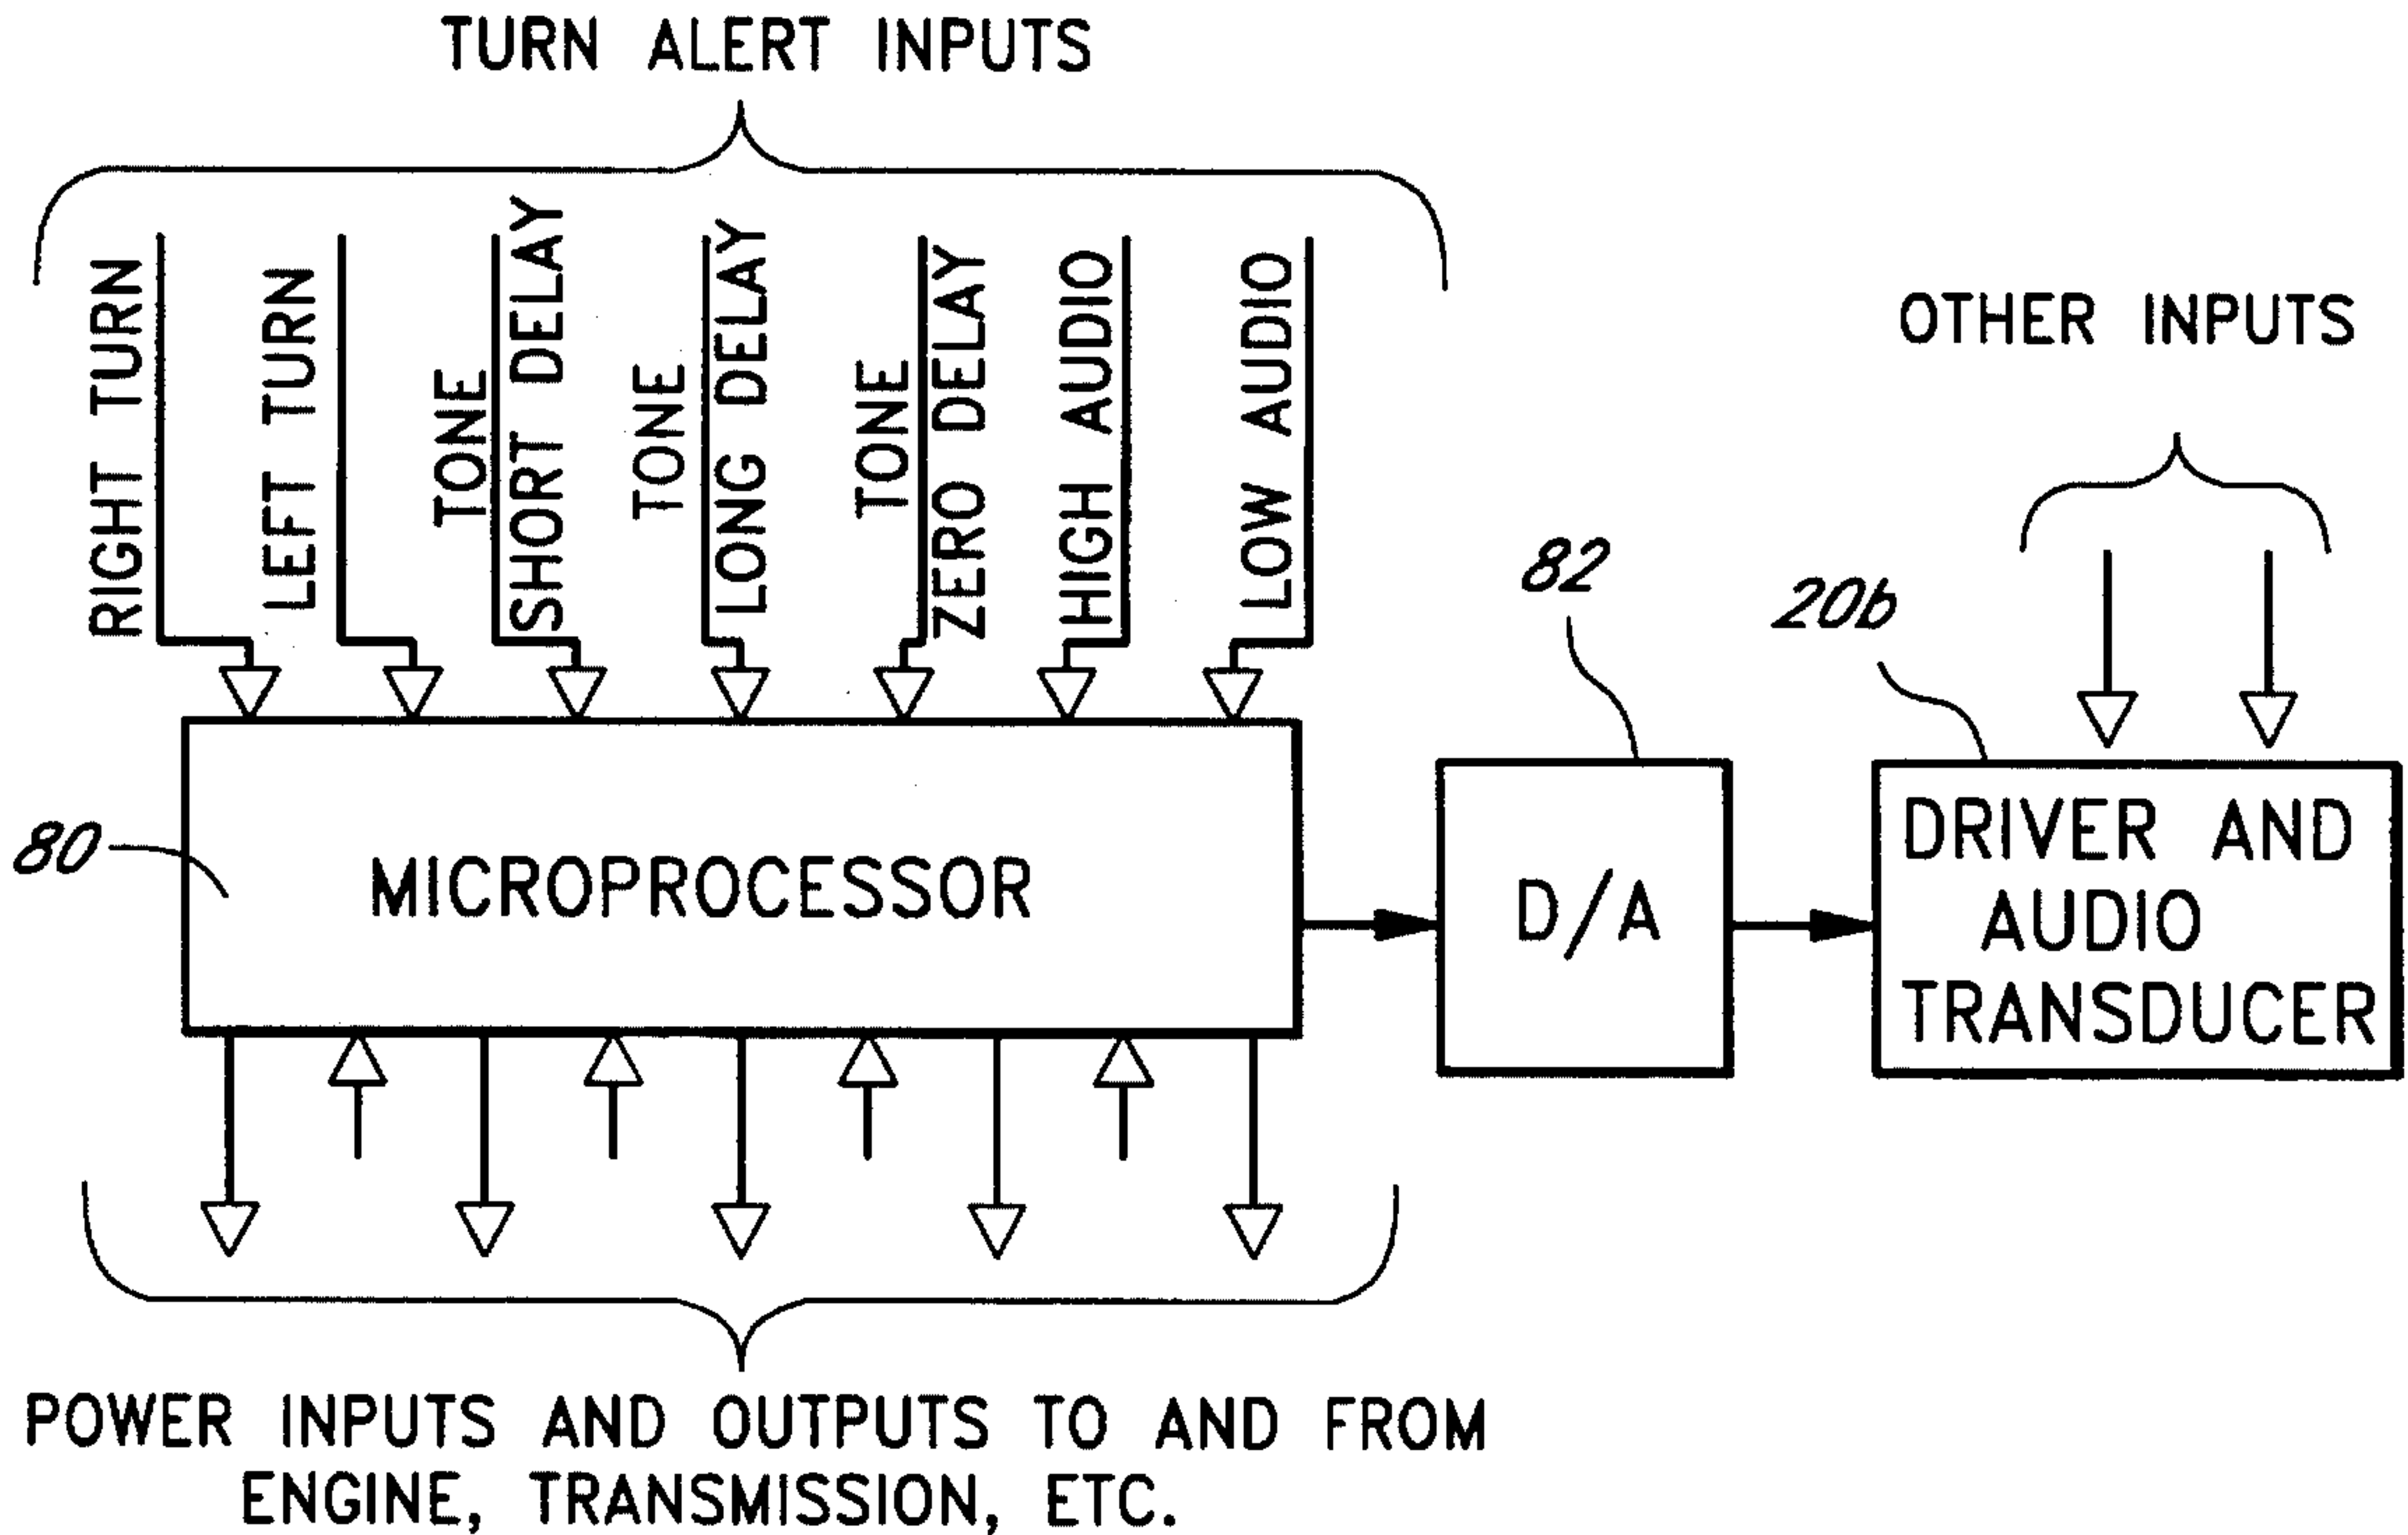 TURN ALERT INPUTS
RIGHT TURN
LEFT TURN
TONE
SHORT DELAY
TONE
LONG DELAY
TONE
ZERO DELAY
HIGH AUDIO
LOW AUDIO
OTHER INPUTS
82
20b
80
MICROPROCESSOR
D/A
DRIVER AND
AUDIO
TRANSDUCER
POWER INPUTS AND OUTPUTS TO AND FROM
ENGINE, TRANSMISSION, ETC.